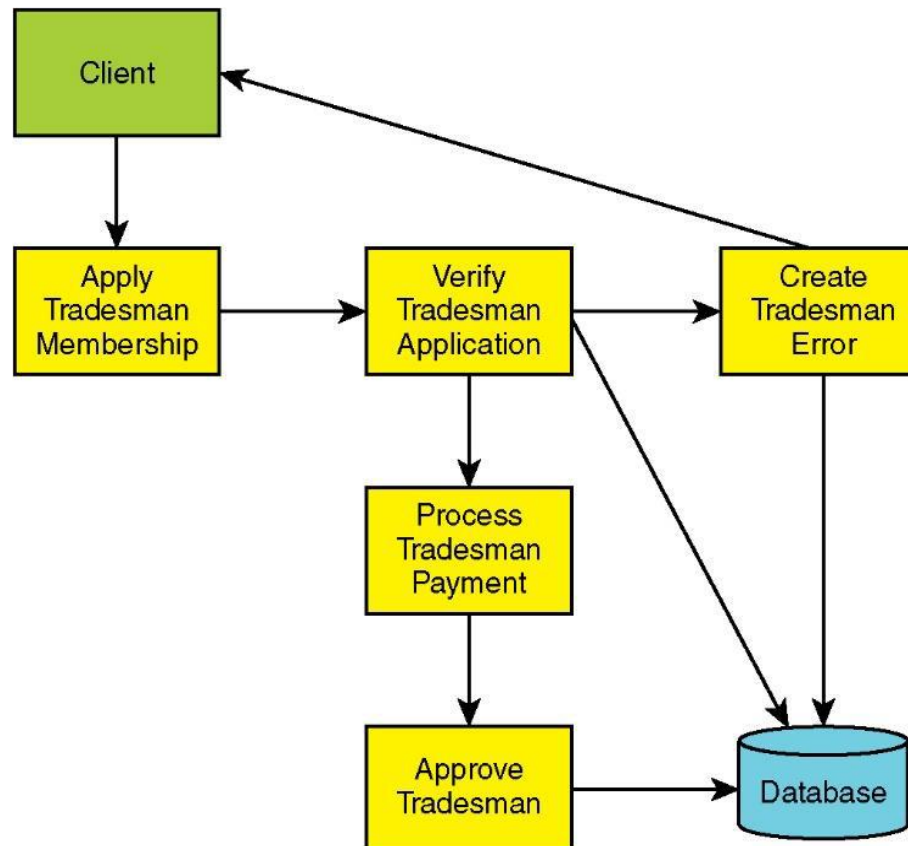 Client
Apply
Tradesman
Membership
Verify
Tradesman
Application
Create
Tradesman
Error
Process
Tradesman
Payment
Approve
Tradesman
Database